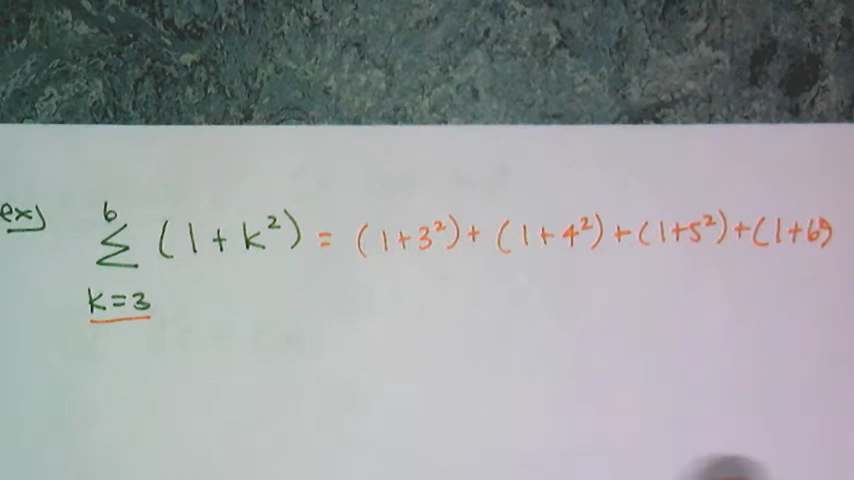 ex) 6
∑ (1 + k²) = (1+3²) + (1+4²) + (1+5²) + (1+6²)
k=3